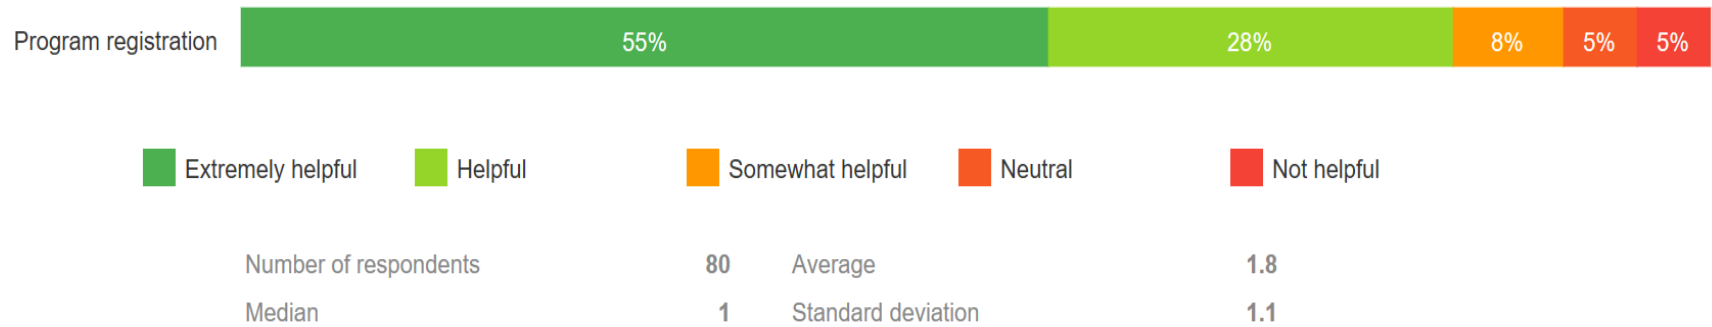 Program registration 55% 28% 8% 5% 5%
Extremely helpful Helpful Somewhat helpful Neutral Not helpful
Number of respondents 80 Average 1.8
Median 1 Standard deviation 1.1